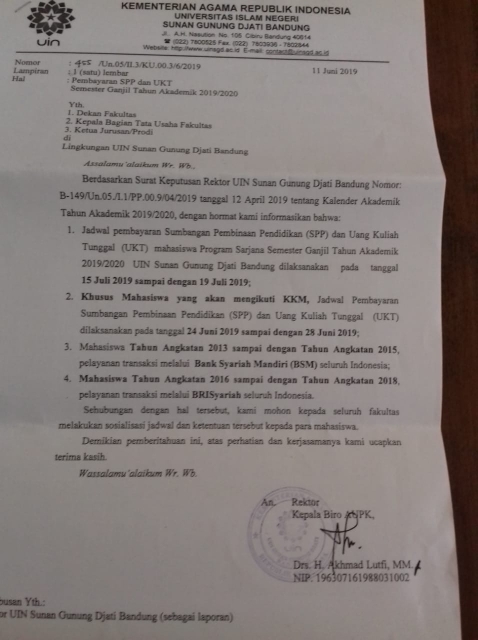 KEMENTERIAN AGAMA REPUBLIK INDONESIA
UNIVERSITAS ISLAM NEGERI
SUNAN GUNUNG DJATI BANDUNG
JL. A.H. Nasution No. 105 Cibiru Bandung 40614
(022) 7800525 Fax. (022) 7803936 - 7802844
Website: http://www.uinsgd.ac.id E-mail: contact@uinsgd.ac.id
uin
Nomor : 455 /Un.05/II.3/KU.00.3/6/2019
11 Juni 2019
Lampiran : 1 (satu) lembar
Hal : Pembayaran SPP dan UKT
Semester Ganjil Tahun Akademik 2019/2020
Yth.
1. Dekan Fakultas
2. Kepala Bagian Tata Usaha Fakultas
3. Ketua Jurusan/Prodi
di
Lingkungan UIN Sunan Gunung Djati Bandung
Assalamu'alaikum Wr. Wb.,
Berdasarkan Surat Keputusan Rektor UIN Sunan Gunung Djati Bandung Nomor:
B-149/Un.05/I.1/PP.00.9/04/2019 tanggal 12 April 2019 tentang Kalender Akademik
Tahun Akademik 2019/2020, dengan hormat kami informasikan bahwa:
1. Jadwal pembayaran Sumbangan Pembinaan Pendidikan (SPP) dan Uang Kuliah
Tunggal (UKT) mahasiswa Program Sarjana Semester Ganjil Tahun Akademik
2019/2020 UIN Sunan Gunung Djati Bandung dilaksanakan pada tanggal
15 Juli 2019 sampai dengan 19 Juli 2019;
2. Khusus Mahasiswa yang akan mengikuti KKM, Jadwal Pembayaran
Sumbangan Pembinaan Pendidikan (SPP) dan Uang Kuliah Tunggal (UKT)
dilaksanakan pada tanggal 24 Juni 2019 sampai dengan 28 Juni 2019;
3. Mahasiswa Tahun Angkatan 2013 sampai dengan Tahun Angkatan 2015,
pelayanan transaksi melalui Bank Syariah Mandiri (BSM) seluruh Indonesia;
4. Mahasiswa Tahun Angkatan 2016 sampai dengan Tahun Angkatan 2018,
pelayanan transaksi melalui BRISyariah seluruh Indonesia.
Sehubungan dengan hal tersebut, kami mohon kepada seluruh fakultas
melakukan sosialisasi jadwal dan ketentuan tersebut kepada para mahasiswa.
Demikian pemberitahuan ini, atas perhatian dan kerjasamanya kami ucapkan
terima kasih.
Wassalamu'alaikum Wr. Wb.
An. Rektor
Kepala Biro AUPK,
uin
Drs. H. Akhmad Lutfi, MM.
NIP. 196307161988031002
busan Yth.:
or UIN Sunan Gunung Djati Bandung (sebagai laporan)